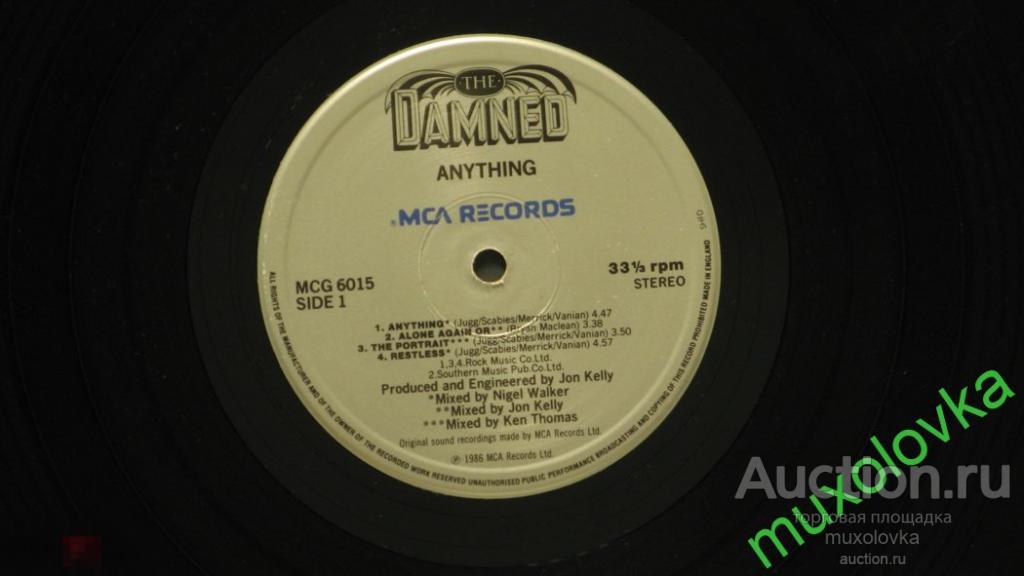 THE
DAMNED
ANYTHING
MCA RECORDS
MCG 6015
SIDE 1
33⅓ rpm
STEREO
1. ANYTHING* (Jugg/Scabies/Merrick/Vanian) 4.47
2. ALONE AGAIN OR** (Bryan Maclean) 3.38
3. THE PORTRAIT*** (Jugg/Scabies/Merrick/Vanian) 3.50
4. RESTLESS* (Jugg/Scabies/Merrick/Vanian) 4.57
1,3,4.Rock Music Co.Ltd.
2.Southern Music Pub.Co.Ltd.
Produced and Engineered by Jon Kelly
*Mixed by Nigel Walker
**Mixed by Jon Kelly
***Mixed by Ken Thomas
Original sound recordings made by MCA Records Ltd.
℗ 1986 MCA Records Ltd.
ALL RIGHTS OF THE MANUFACTURER AND OF THE OWNER OF THE RECORDED WORK RESERVED UNAUTHORISED PUBLIC PERFORMANCE BROADCASTING AND COPYING OF THIS RECORD PROHIBITED MADE IN ENGLAND
muxolovka
Auction.ru
торговая площадка
muxolovka
auction.ru